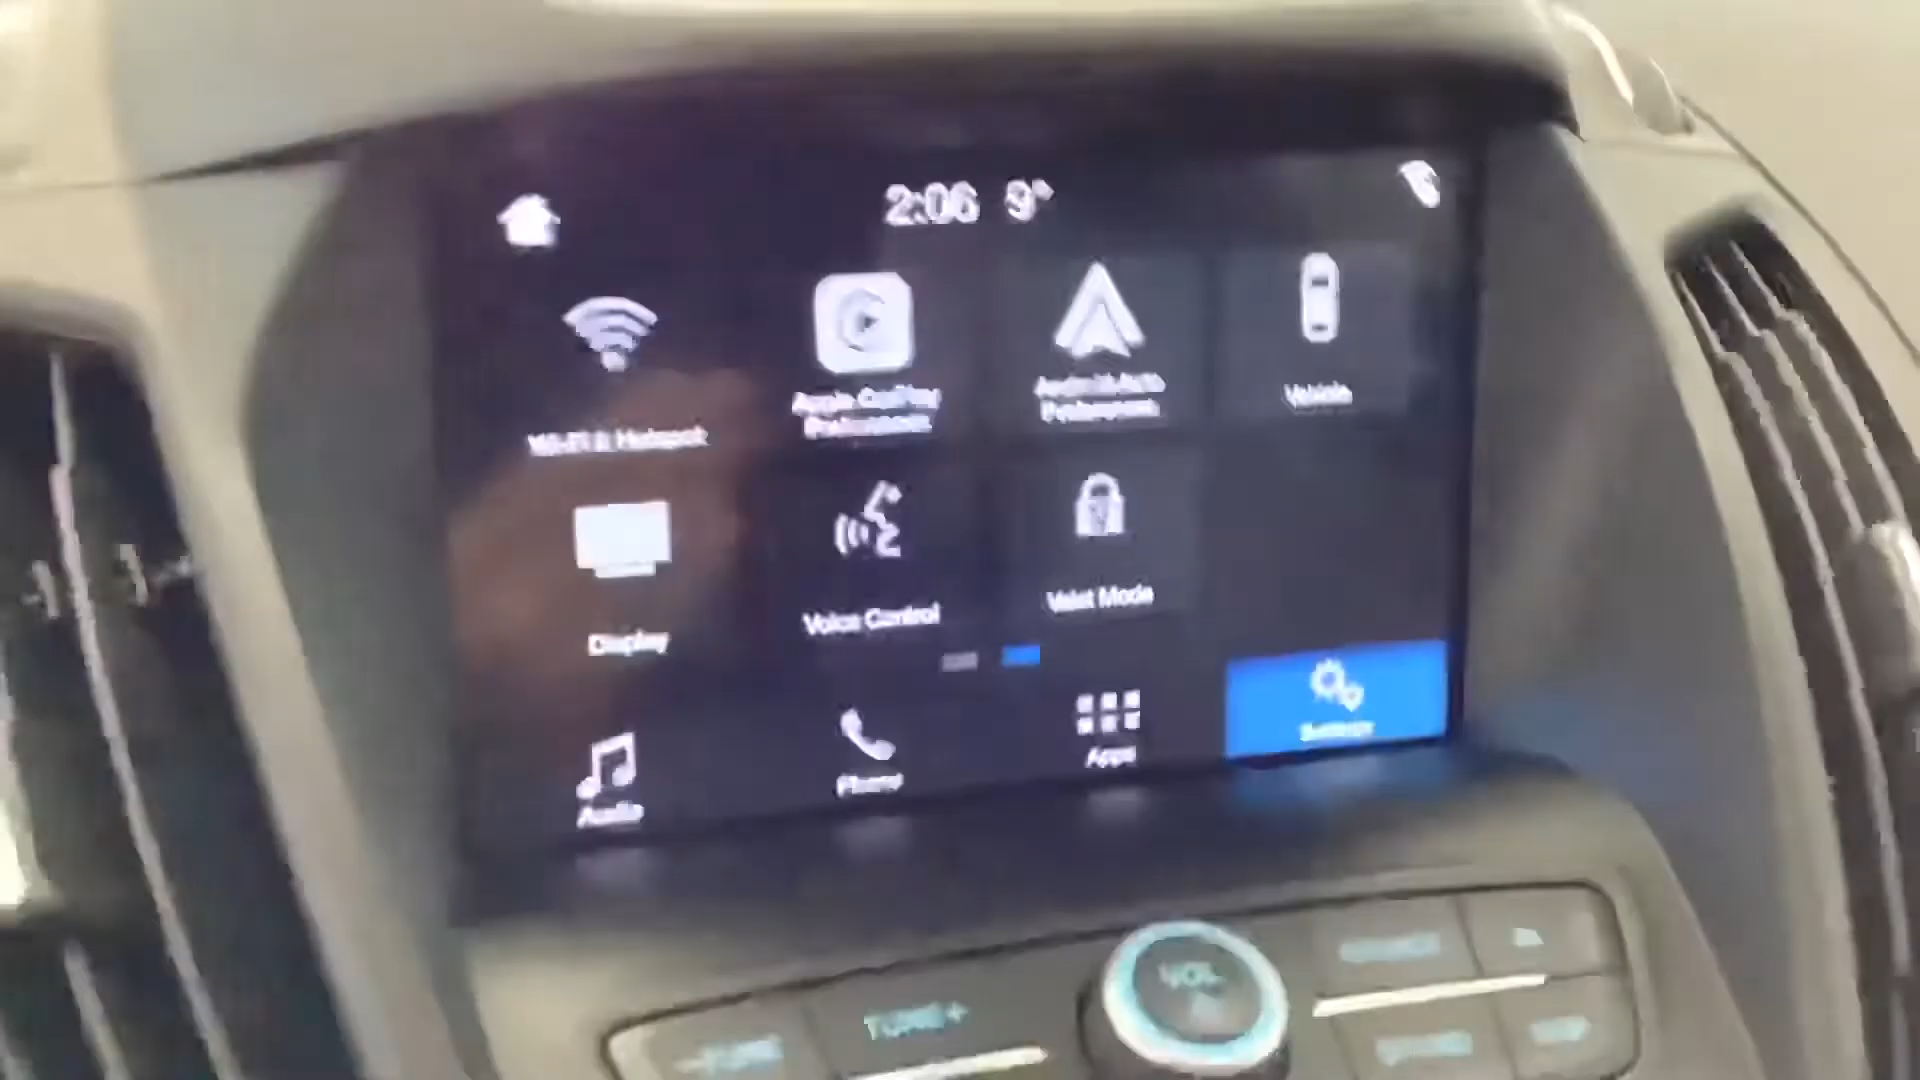 2:06 9°
Wi-Fi & Hotspot
Apple CarPlay
Preferences
Android Auto
Preferences
Vehicle
Display
Voice Control
Valet Mode
Audio
Phone
Apps
Settings
VOL
-TUNE
TUNE+